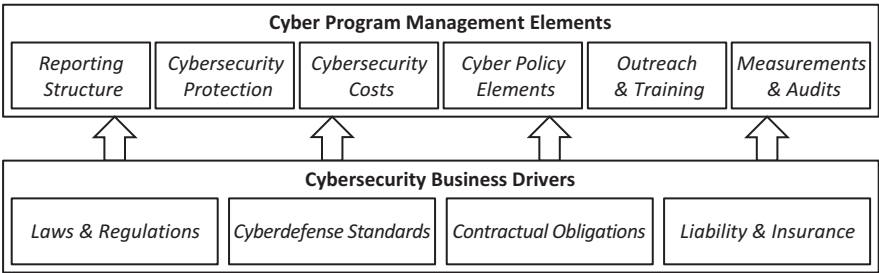 Cyber Program Management Elements
Reporting
Structure
Cybersecurity
Protection
Cybersecurity
Costs
Cyber Policy
Elements
Outreach
& Training
Measurements
& Audits
Cybersecurity Business Drivers
Laws & Regulations
Cyberdefense Standards
Contractual Obligations
Liability & Insurance